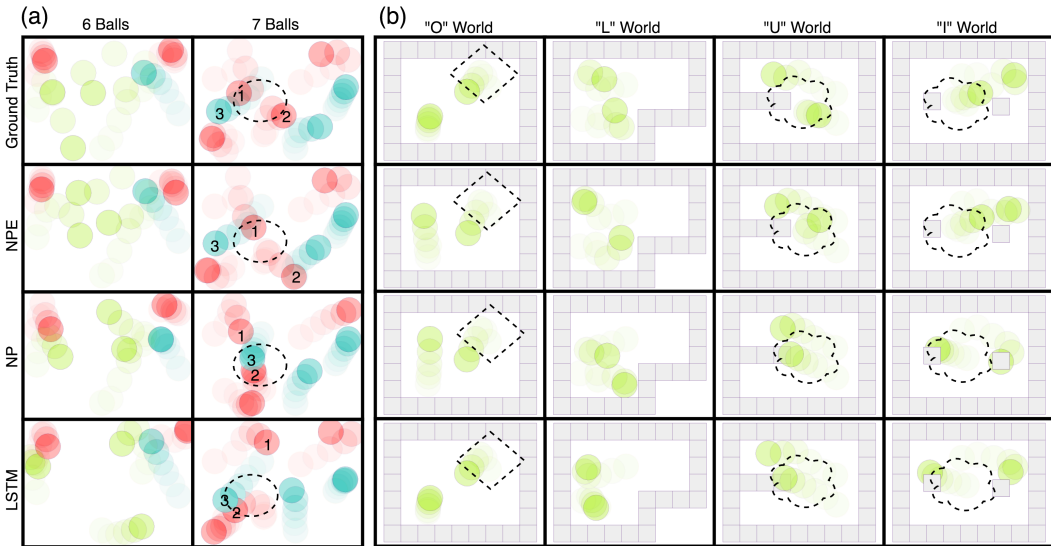 (a)
6 Balls
7 Balls
(b)
"O" World
"L" World
"U" World
"I" World
Ground Truth
1
3
2
NPE
1
3
2
NP
1
3
2
LSTM
1
3
2